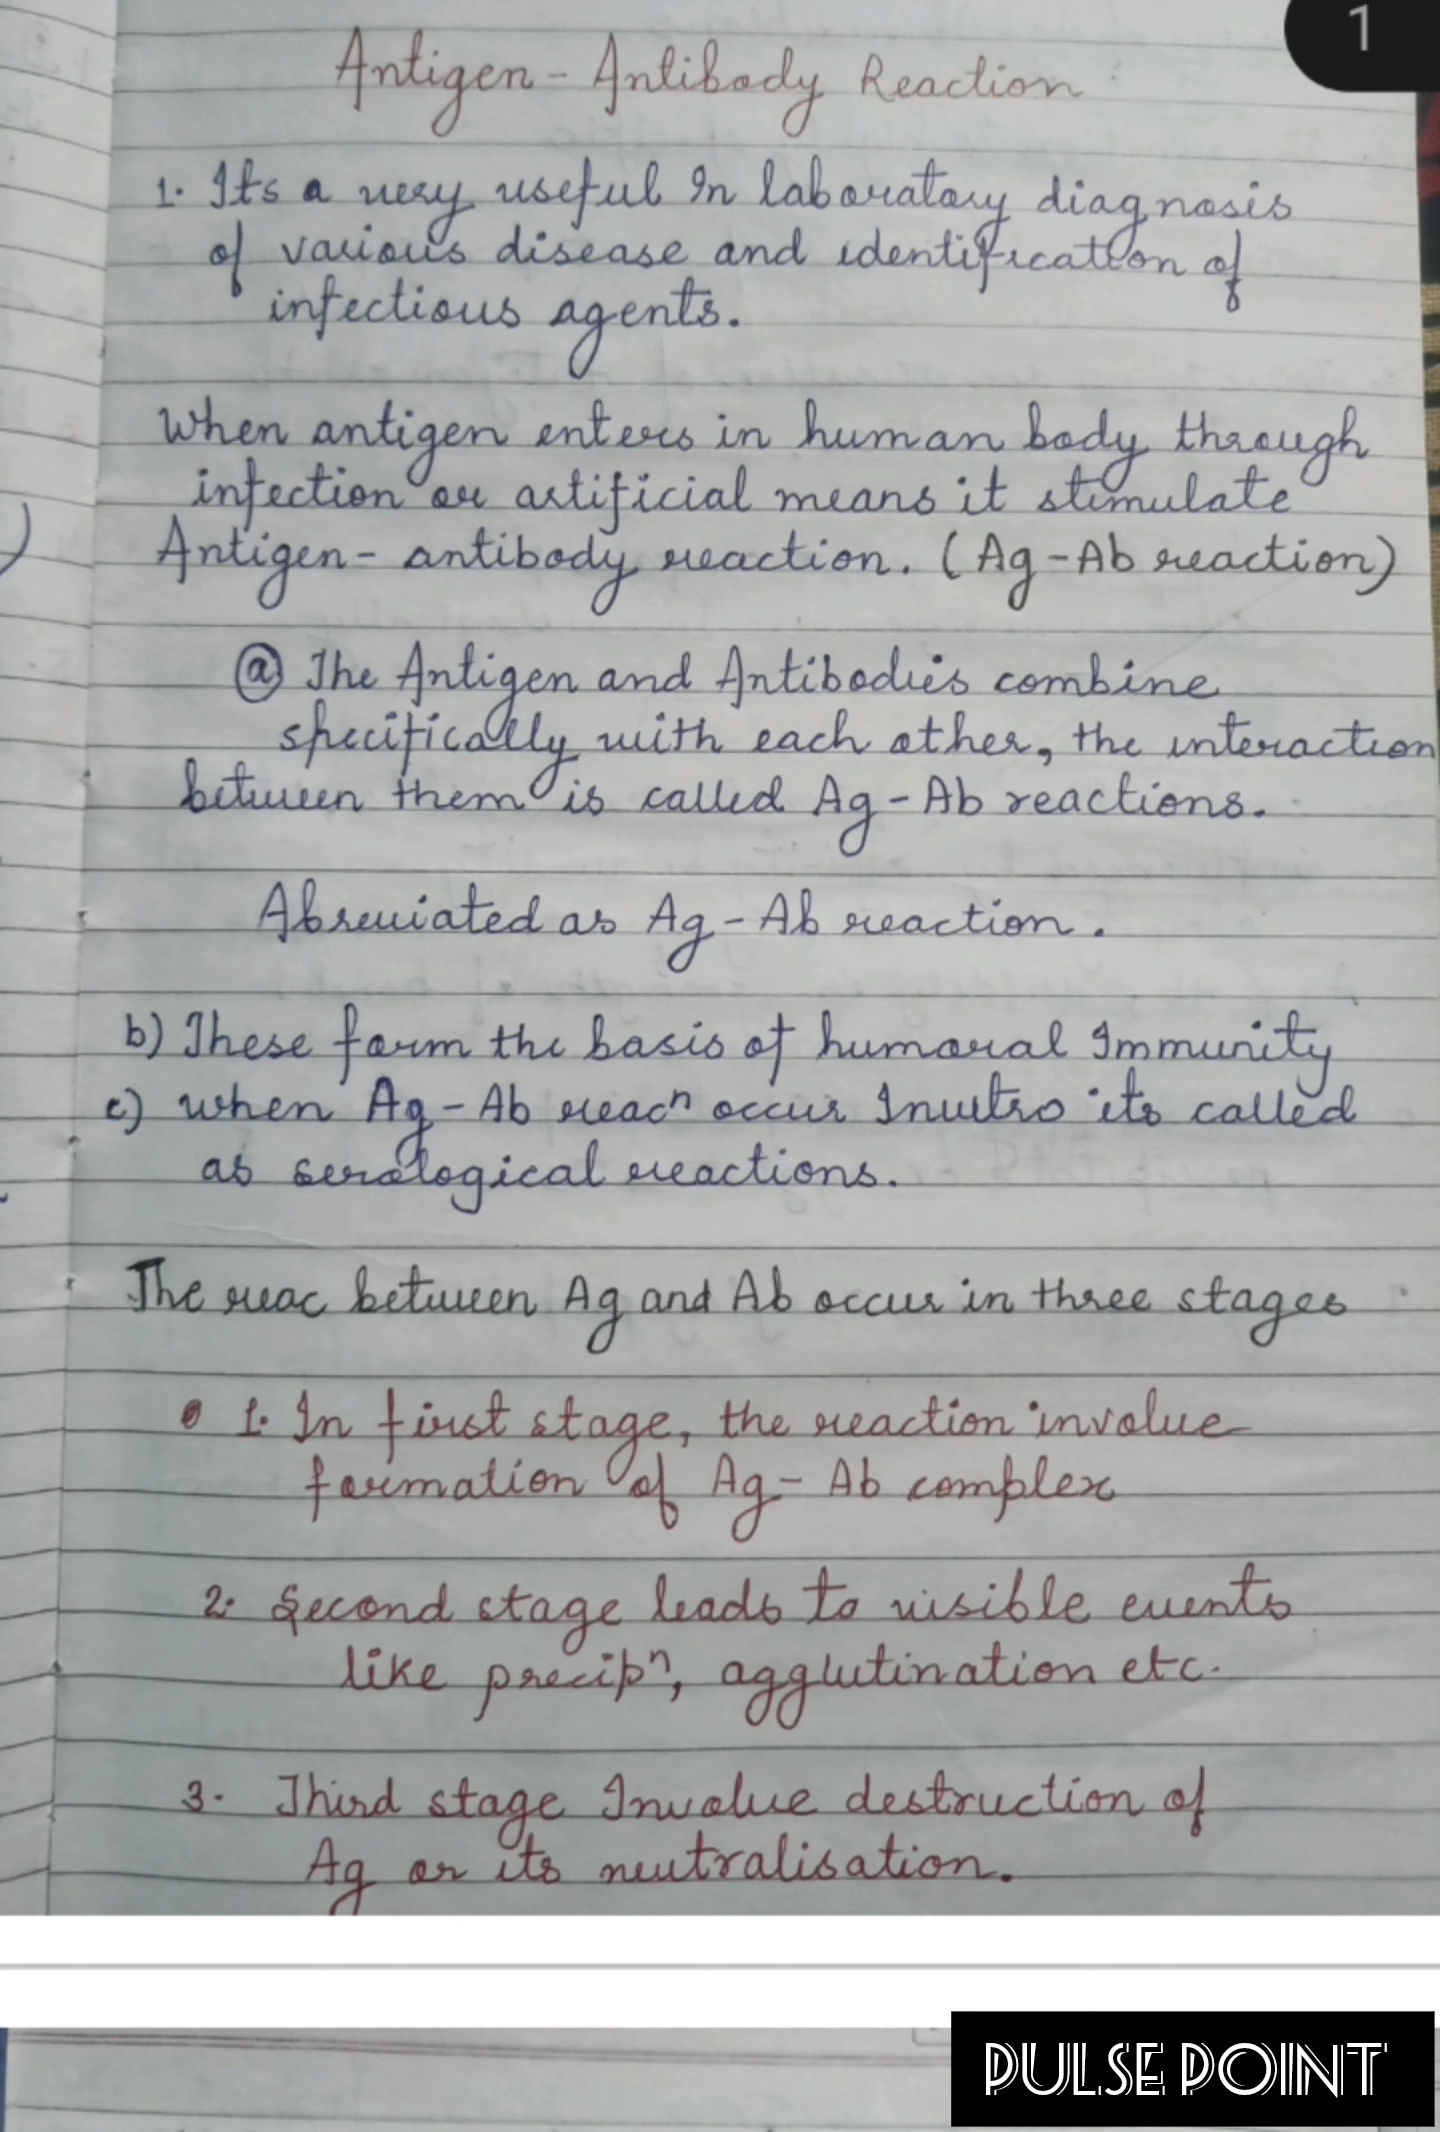 1
Antigen - Antibody Reaction
1. Its a very useful In laboratory diagnosis
of various disease and identification of
infectious agents.
When antigen enters in human body through
infection or artificial means it stimulate
Antigen - antibody reaction. (Ag - Ab reaction)
ⓐ The Antigen and Antibodies combine
specifically with each other, the interaction
between them is called Ag - Ab reactions.
Abreviated as Ag - Ab reaction.
b) These form the basis of humoral Immunity
c) when Ag - Ab reacⁿ occur Invitro its called
as serological reactions.
The reac between Ag and Ab occur in three stages
1. In first stage, the reaction involve
formation of Ag - Ab complex
2. Second stage leads to visible events
like precipⁿ, agglutination etc.
3. Third stage Involve destruction of
Ag or its neutralisation.
PULSE POINT